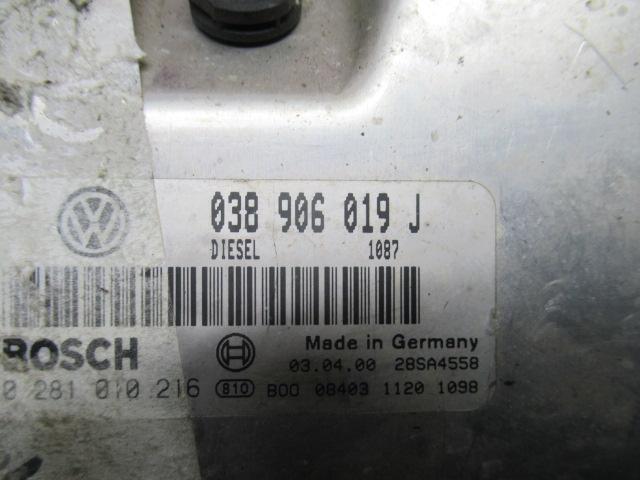 038 906 019 J
DIESEL 1087
BOSCH Made in Germany
03.04.00 28SA4558
0 281 010 216 810 B00 08403 1120 1098